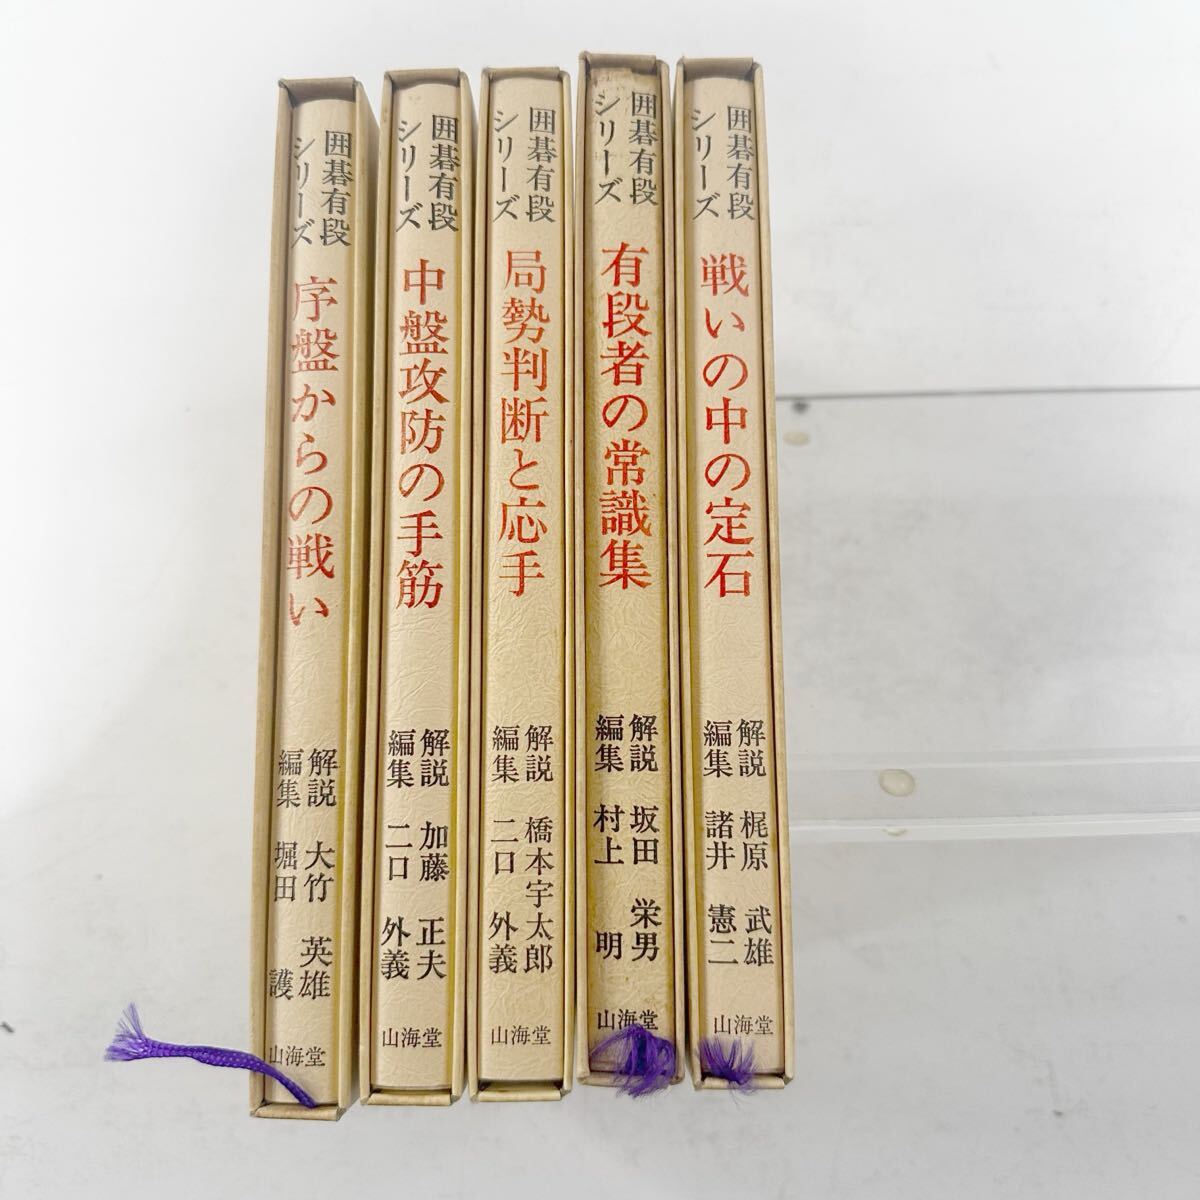 囲碁有段
シリーズ
序盤からの戦い
解説 大竹 英雄
編集 堀田 護
山海堂
囲碁有段
シリーズ
中盤攻防の手筋
解説 加藤 正夫
編集 二口 外義
山海堂
囲碁有段
シリーズ
局勢判断と応手
解説 橋本宇太郎
編集 二口 外義
山海堂
囲碁有段
シリーズ
有段者の常識集
解説 坂田 栄男
編集 村上 明
山海堂
囲碁有段
シリーズ
戦いの中の定石
解説 梶原 武雄
編集 諸井 憲二
山海堂